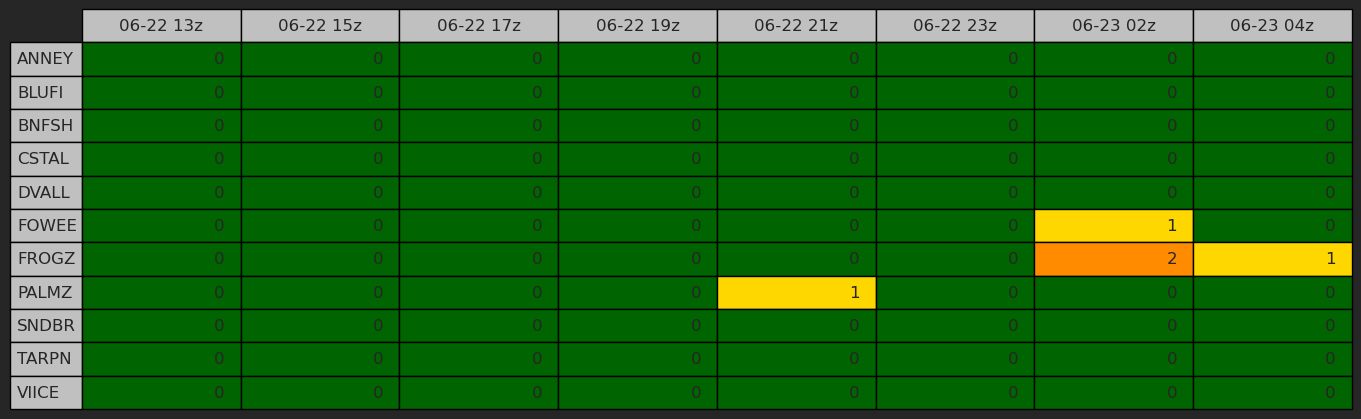 06-22 13z 06-22 15z 06-22 17z 06-22 19z 06-22 21z 06-22 23z 06-23 02z 06-23 04z
ANNEY 0 0 0 0 0 0 0 0
BLUFI 0 0 0 0 0 0 0 0
BNFSH 0 0 0 0 0 0 0 0
CSTAL 0 0 0 0 0 0 0 0
DVALL 0 0 0 0 0 0 0 0
FOWEE 0 0 0 0 0 0 1 0
FROGZ 0 0 0 0 0 0 2 1
PALMZ 0 0 0 0 1 0 0 0
SNDBR 0 0 0 0 0 0 0 0
TARPN 0 0 0 0 0 0 0 0
VIICE 0 0 0 0 0 0 0 0